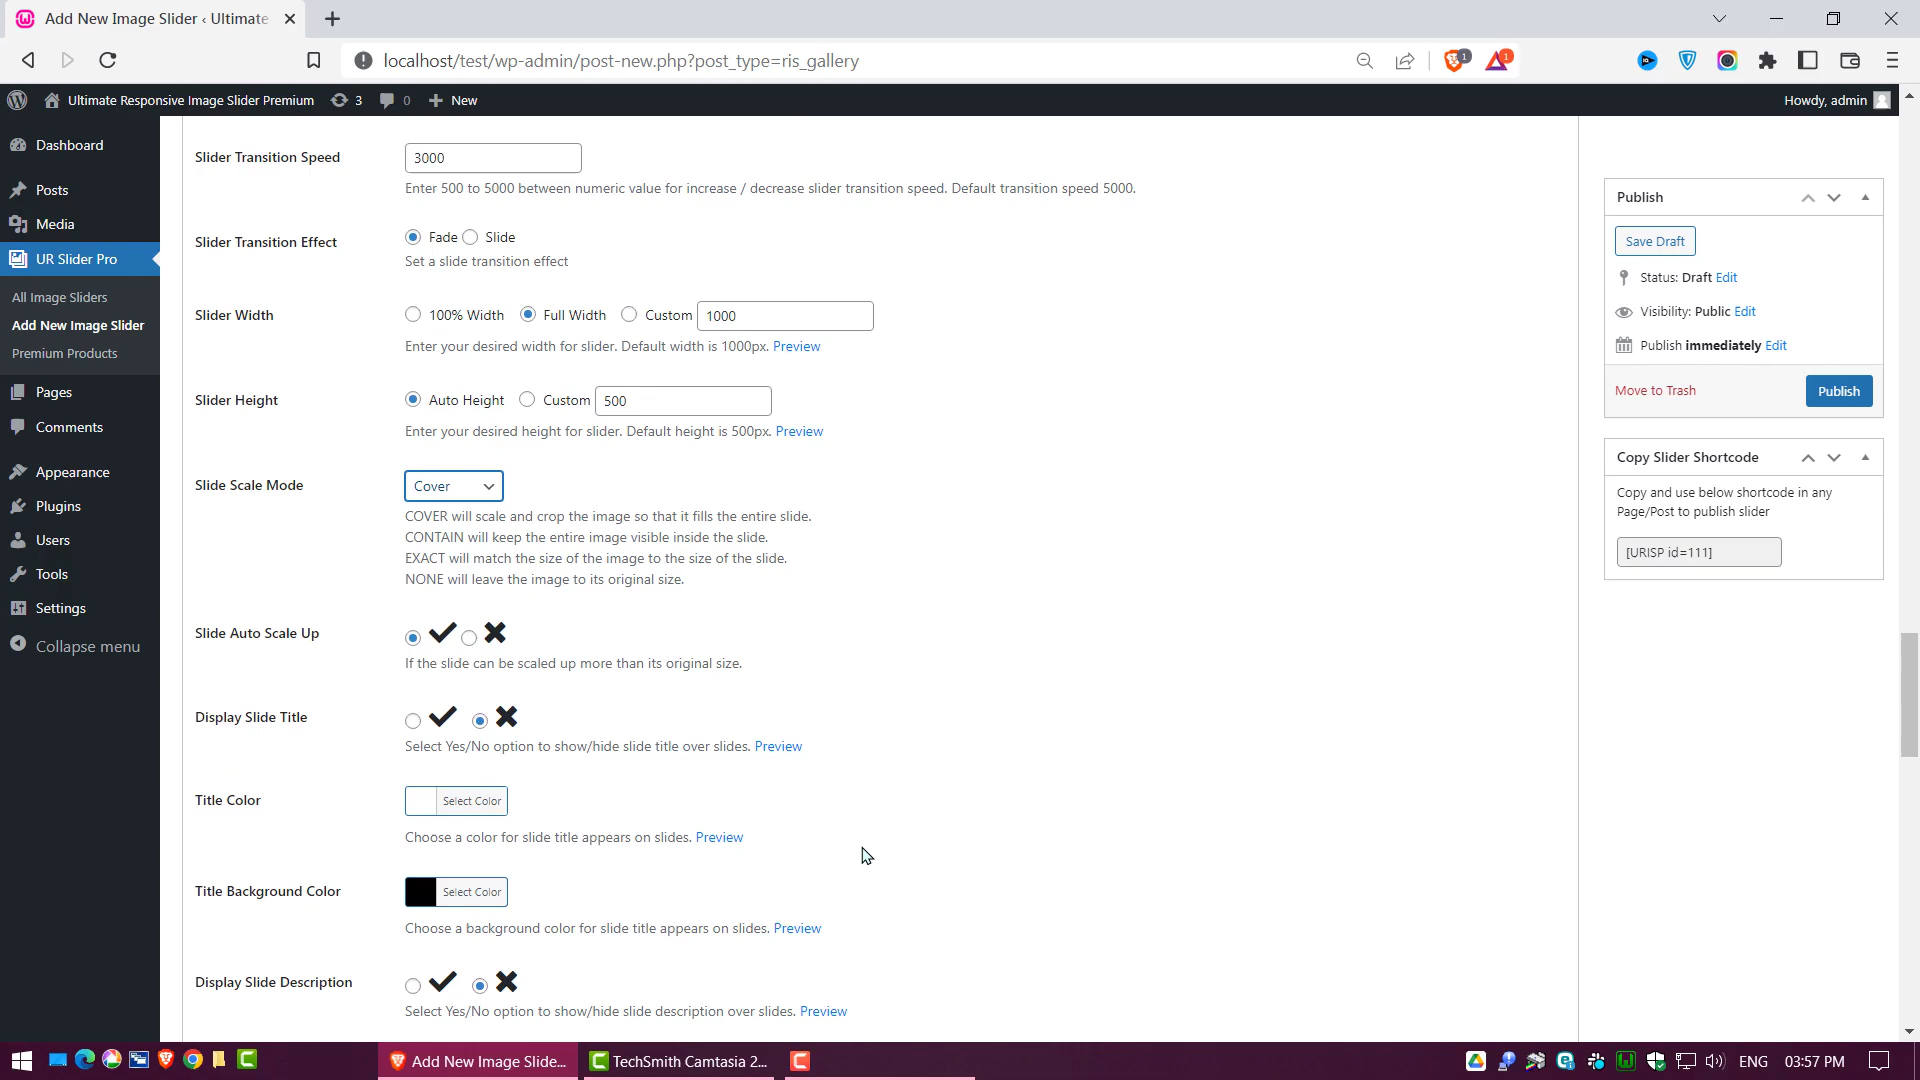 Add New Image Slider ‹ Ultimate
localhost/test/wp-admin/post-new.php?post_type=ris_gallery
1
1
Ultimate Responsive Image Slider Premium
3
0
New
Howdy, admin
Dashboard
Posts
Media
UR Slider Pro
All Image Sliders
Add New Image Slider
Premium Products
Pages
Comments
Appearance
Plugins
Users
Tools
Settings
Collapse menu
Slider Transition Speed
3000
Enter 500 to 5000 between numeric value for increase / decrease slider transition speed. Default transition speed 5000.
Slider Transition Effect
Fade Slide
Set a slide transition effect
Slider Width
100% Width Full Width Custom 1000
Enter your desired width for slider. Default width is 1000px. Preview
Slider Height
Auto Height Custom 500
Enter your desired height for slider. Default height is 500px. Preview
Slide Scale Mode
Cover
COVER will scale and crop the image so that it fills the entire slide.
CONTAIN will keep the entire image visible inside the slide.
EXACT will match the size of the image to the size of the slide.
NONE will leave the image to its original size.
Slide Auto Scale Up
If the slide can be scaled up more than its original size.
Display Slide Title
Select Yes/No option to show/hide slide title over slides. Preview
Title Color
Select Color
Choose a color for slide title appears on slides. Preview
Title Background Color
Select Color
Choose a background color for slide title appears on slides. Preview
Display Slide Description
Select Yes/No option to show/hide slide description over slides. Preview
Publish
Save Draft
Status: Draft Edit
Visibility: Public Edit
Publish immediately Edit
Move to Trash
Publish
Copy Slider Shortcode
Copy and use below shortcode in any
Page/Post to publish slider
[URISP id=111]
Add New Image Slide...
TechSmith Camtasia 2...
ENG
03:57 PM